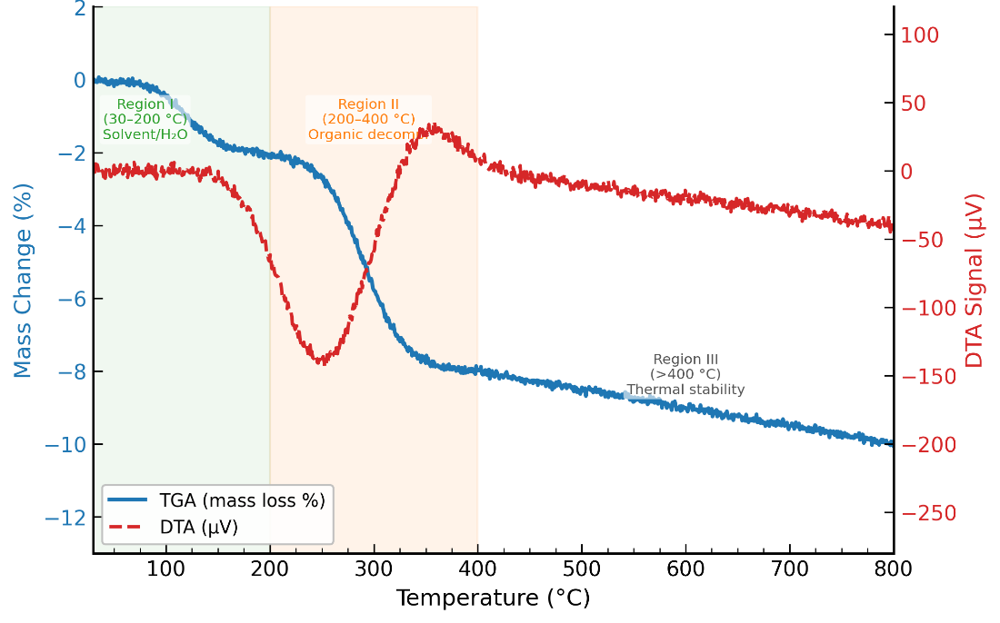 2
0
−2
−4
−6
−8
−10
−12
Mass Change (%)
Region I
(30–200 °C)
Solvent/H₂O
Region II
(200–400 °C)
Organic decomp.
Region III
(>400 °C)
Thermal stability
TGA (mass loss %)
DTA (μV)
100
50
0
−50
−100
−150
−200
−250
DTA Signal (μV)
100 200 300 400 500 600 700 800
Temperature (°C)